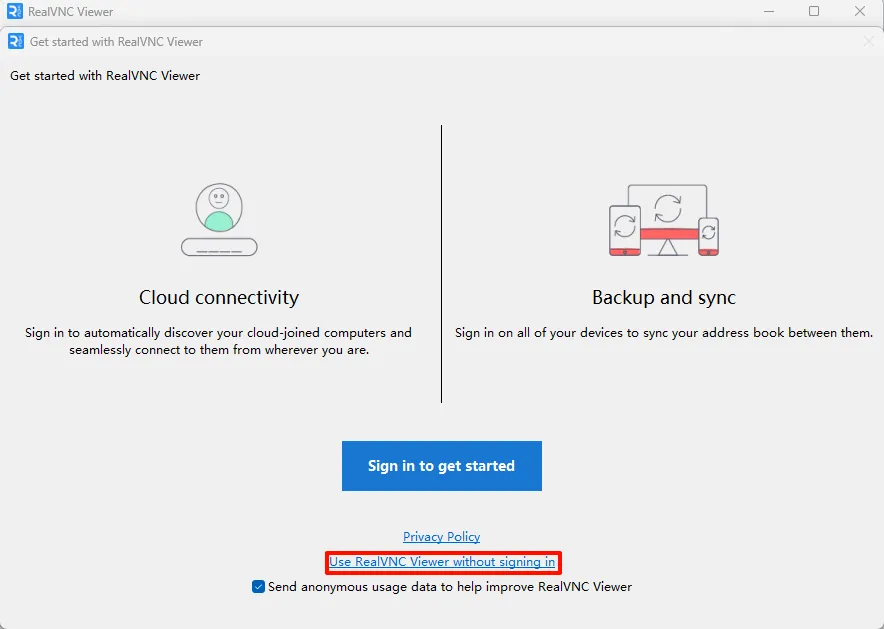 RealVNC Viewer
Get started with RealVNC Viewer
Get started with RealVNC Viewer
Cloud connectivity
Sign in to automatically discover your cloud-joined computers and
seamlessly connect to them from wherever you are.
Backup and sync
Sign in on all of your devices to sync your address book between them.
Sign in to get started
Privacy Policy
Use RealVNC Viewer without signing in
Send anonymous usage data to help improve RealVNC Viewer